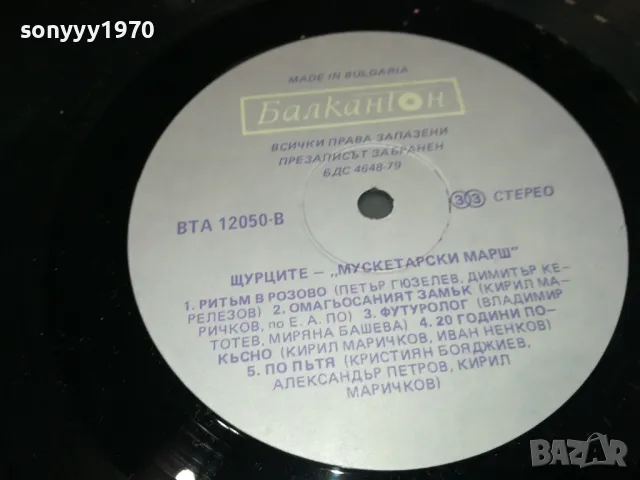 sonyyy1970
MADE IN BULGARIA
Балкантон
ВСИЧКИ ПРАВА ЗАПАЗЕНИ
ПРЕЗАПИСЪТ ЗАБРАНЕН
БДС 4648-79
ВТА 12050-В
33 СТЕРЕО
ЩУРЦИТЕ – „МУСКЕТАРСКИ МАРШ"
1. РИТЪМ В РОЗОВО (ПЕТЪР ГЮЗЕЛЕВ, ДИМИТЪР КЕ-
РЕЛЕЗОВ) 2. ОМАГЬОСАНИЯТ ЗАМЪК (КИРИЛ МА-
РИЧКОВ, по Е. А. ПО) 3. ФУТУРОЛОГ (ВЛАДИМИР
ТОТЕВ, МИРЯНА БАШЕВА) 4. 20 ГОДИНИ ПО-
КЪСНО (КИРИЛ МАРИЧКОВ, ИВАН НЕНКОВ)
5. ПО ПЪТЯ (КРИСТИЯН БОЯДЖИЕВ,
АЛЕКСАНДЪР ПЕТРОВ, КИРИЛ
МАРИЧКОВ)
BAZAR